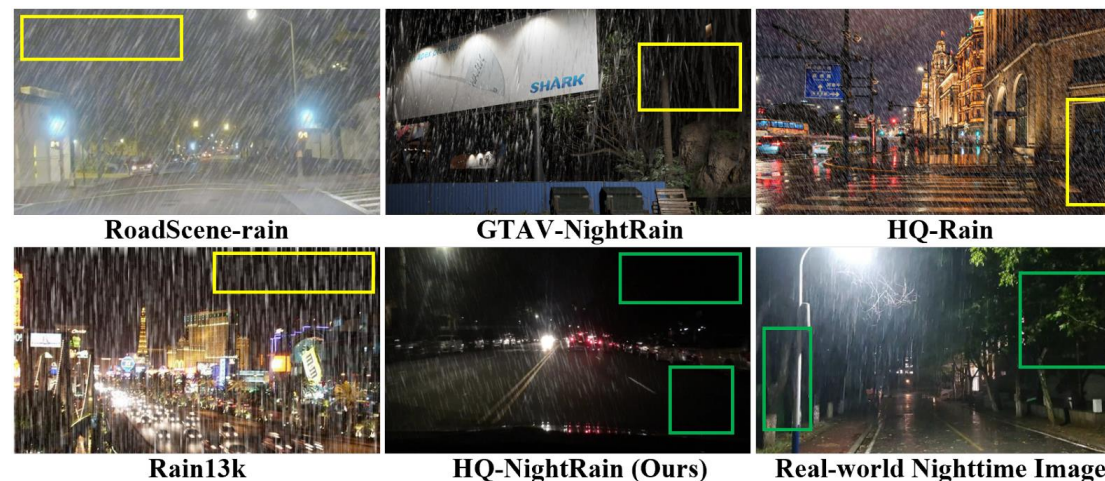 SHARK
RoadScene-rain
GTAV-NightRain
HQ-Rain
Rain13k
HQ-NightRain (Ours)
Real-world Nighttime Image